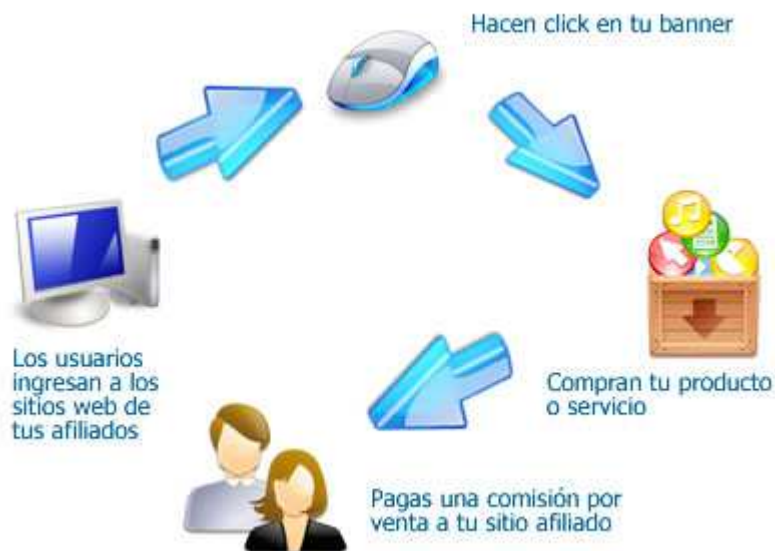 Hacen click en tu banner
Los usuarios
ingresan a los
sitios web de
tus afiliados
Compran tu producto
o servicio
Pagas una comisión por
venta a tu sitio afiliado